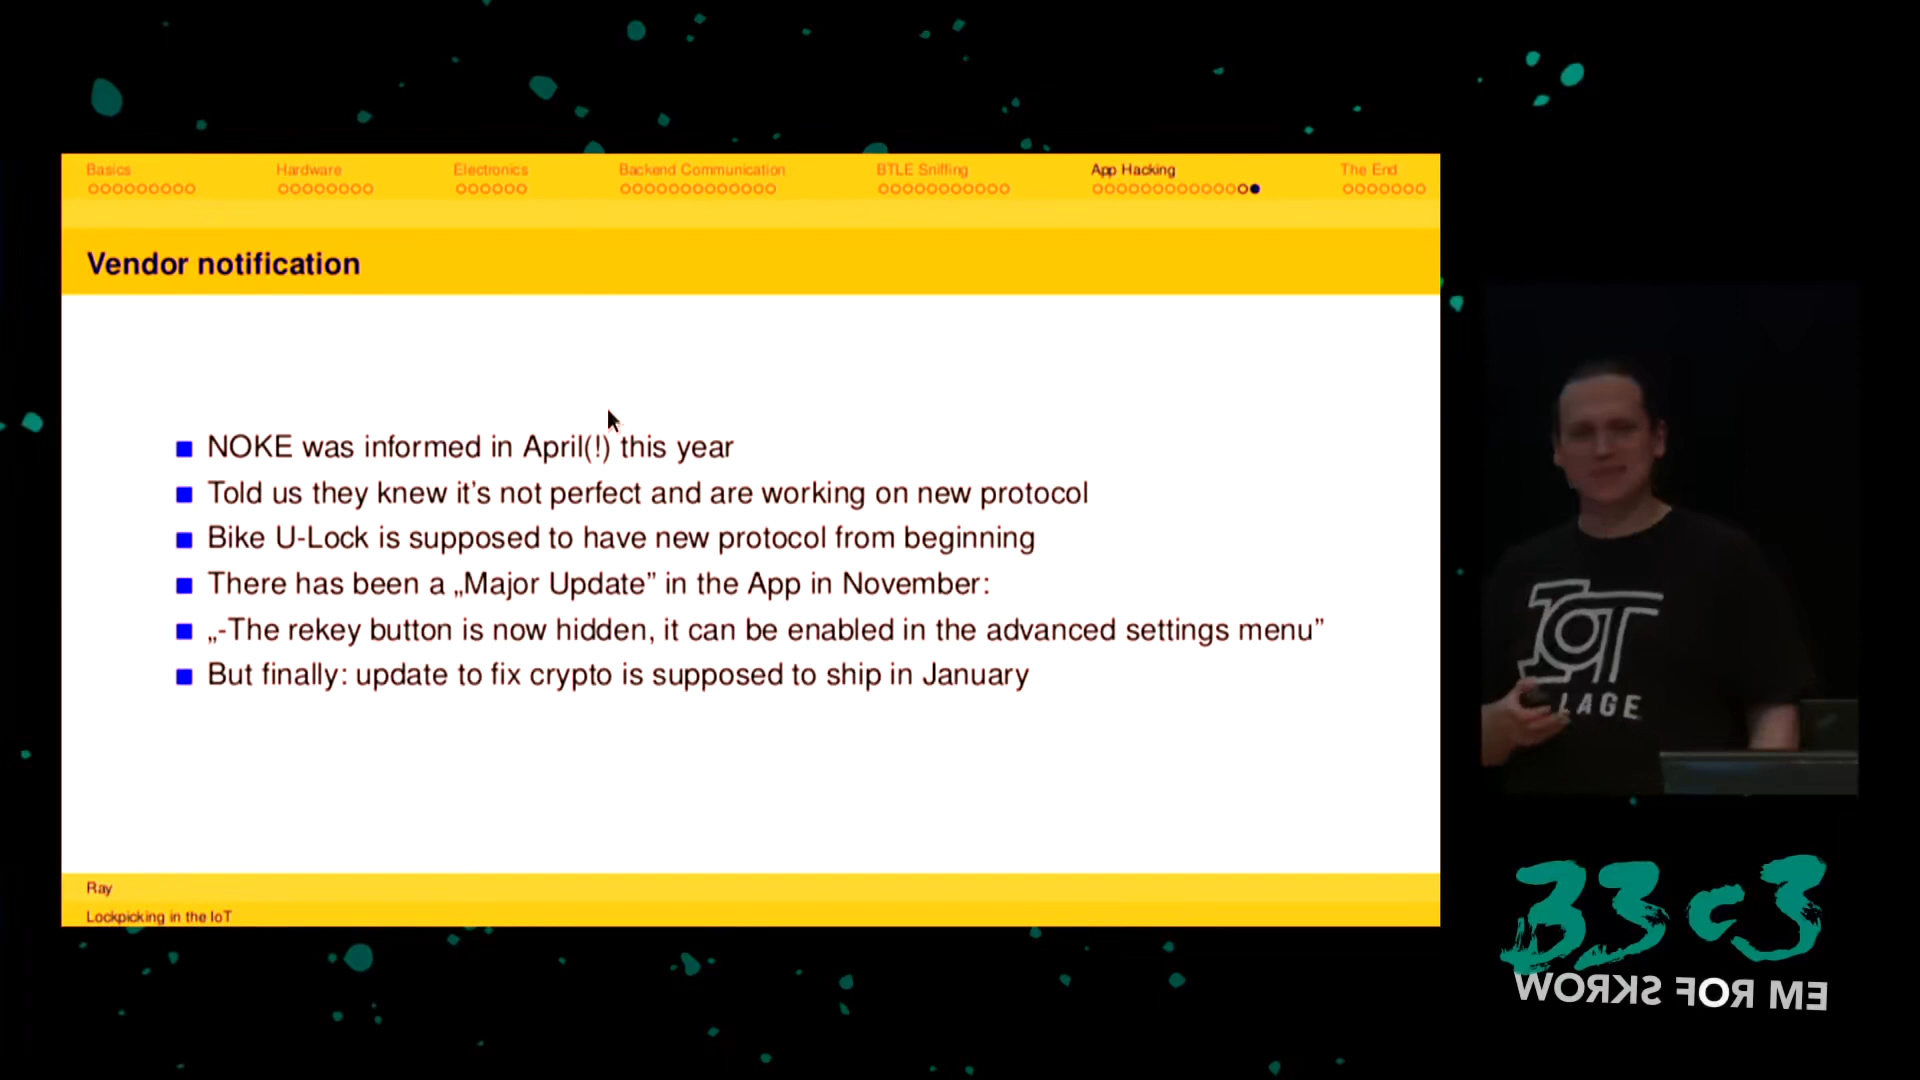 Basics Hardware Electronics Backend Communication BTLE Sniffing App Hacking The End
Vendor notification
NOKE was informed in April(!) this year
Told us they knew it's not perfect and are working on new protocol
Bike U-Lock is supposed to have new protocol from beginning
There has been a „Major Update” in the App in November:
„-The rekey button is now hidden, it can be enabled in the advanced settings menu”
But finally: update to fix crypto is supposed to ship in January
Ray
Lockpicking in the IoT
IoT
LAGE
33c3
WORKS FOR ME